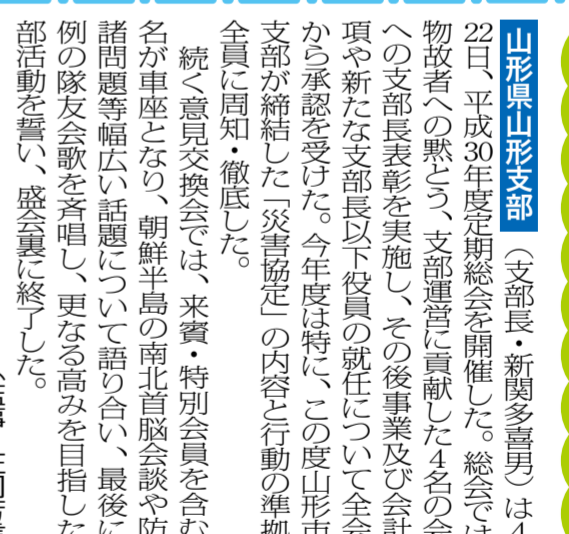 山形県山形支部（支部長・新関多喜男）は４
22日、平成30年度定期総会を開催した。総会では
物故者への黙とう、支部運営に貢献した４名の会
への支部長表彰を実施し、その後事業及び会計
項や新たな支部長以下役員の就任について全会
から承認を受けた。今年度は特に、この度山形市
支部が締結した「災害協定」の内容と行動の準拠
全員に周知・徹底した。
続く意見交換会では、来賓・特別会員を含む
名が車座となり、朝鮮半島の南北首脳会談や防
諸問題等幅広い話題について語り合い、最後に
例の隊友会歌を斉唱し、更なる高みを目指した
部活動を誓い、盛会裏に終了した。